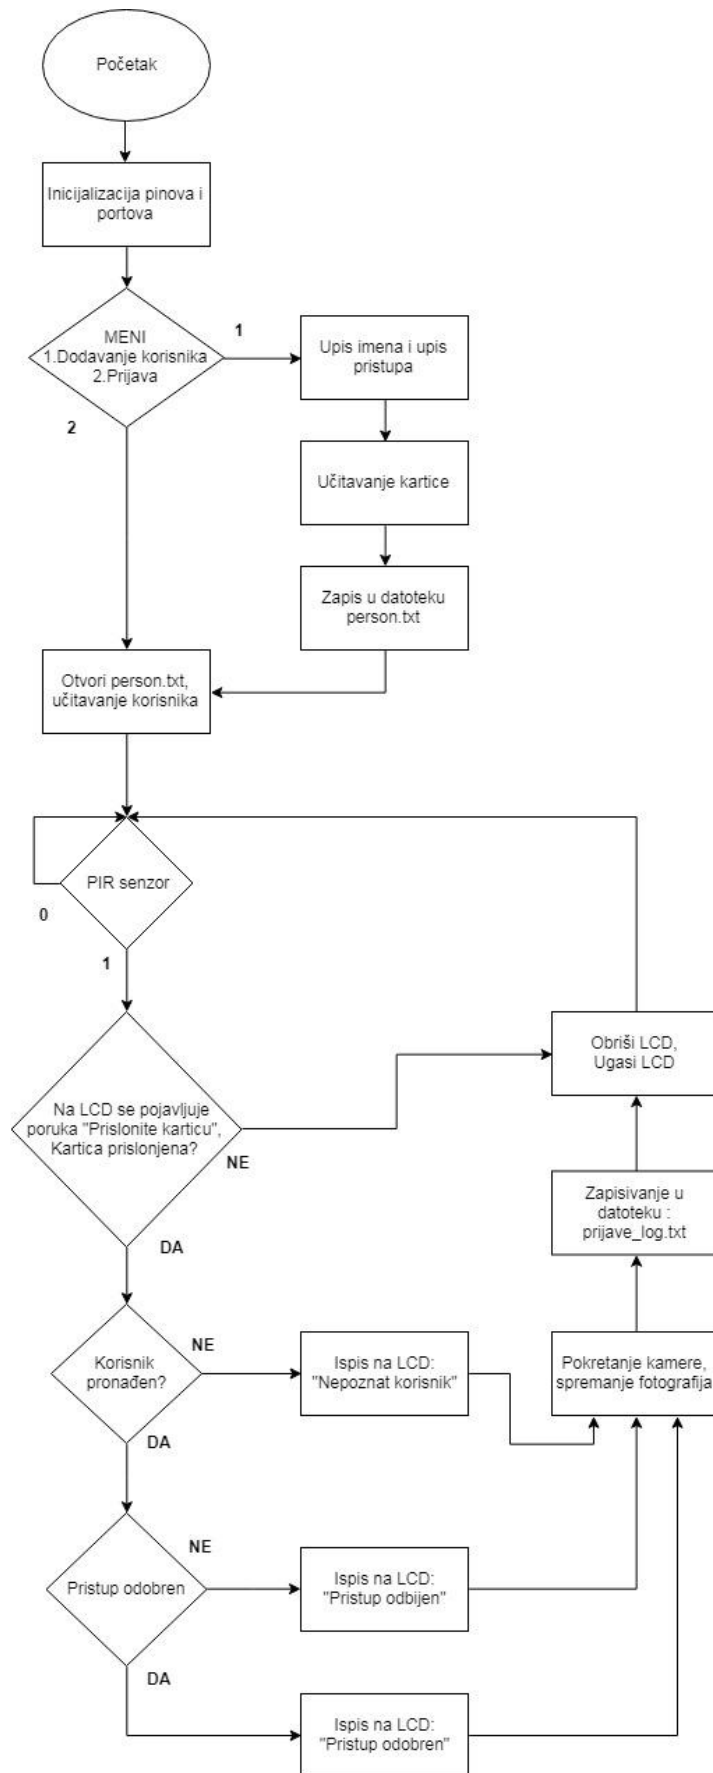 Početak
Inicijalizacija pinova i
portova
MENI
1.Dodavanje korisnika
2.Prijava
1
2
Upis imena i upis
pristupa
Učitavanje kartice
Zapis u datoteku
person.txt
Otvori person.txt,
učitavanje korisnika
PIR senzor
0
1
Na LCD se pojavljuje
poruka "Prislonite karticu",
Kartica prislonjena?
NE
DA
Obriši LCD,
Ugasi LCD
Zapisivanje u
datoteku :
prijave_log.txt
Korisnik
pronađen?
NE
DA
Ispis na LCD:
"Nepoznat korisnik"
Pokretanje kamere,
spremanje fotografija
Pristup odobren
NE
DA
Ispis na LCD:
"Pristup odbijen"
Ispis na LCD:
"Pristup odobren"